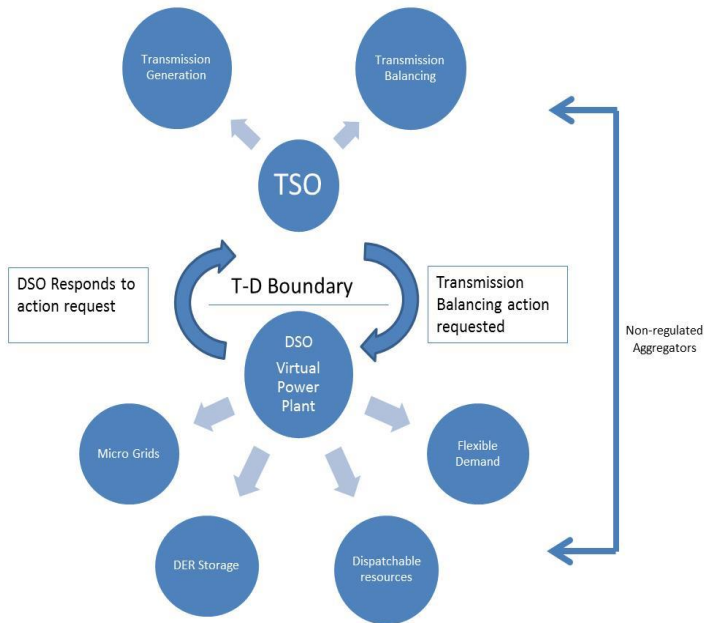 Transmission
Generation
Transmission
Balancing
TSO
DSO Responds to
action request
T-D Boundary
Transmission
Balancing action
requested
Non-regulated
Aggregators
DSO
Virtual
Power
Plant
Micro Grids
Flexible
Demand
DER Storage
Dispatchable
resources